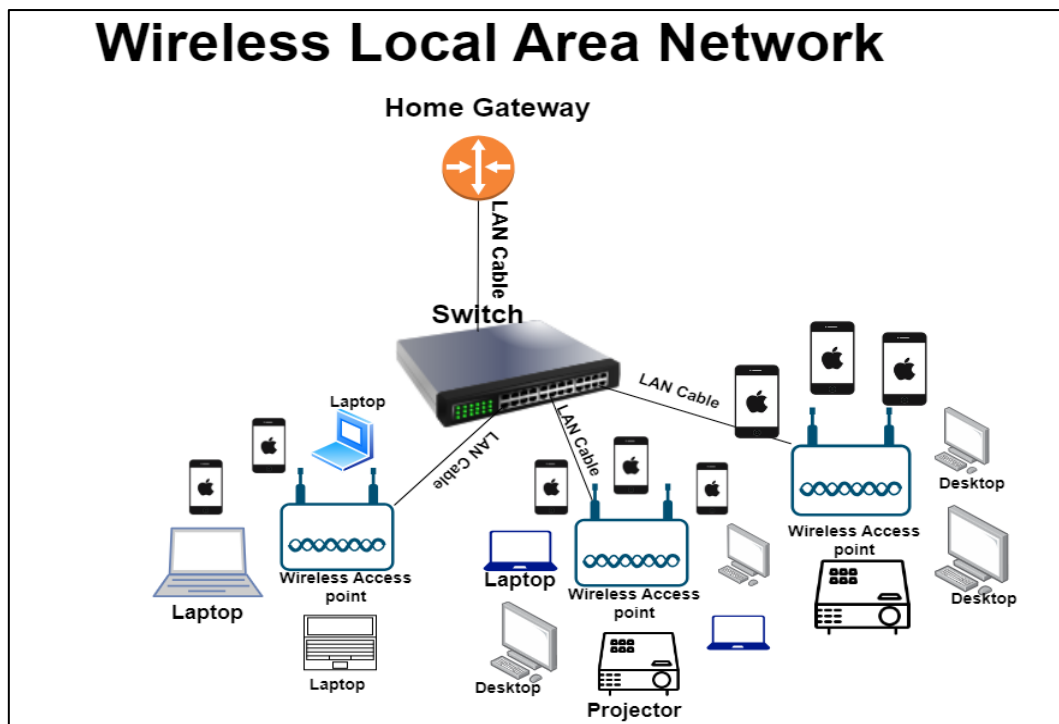 Wireless Local Area Network
Home Gateway
LAN Cable
Switch
LAN Cable
LAN Cable
LAN Cable
Laptop
Desktop
Wireless Access
point
Wireless Access
point
Laptop
Wireless Access
point
Laptop
Desktop
Laptop
Desktop
Projector